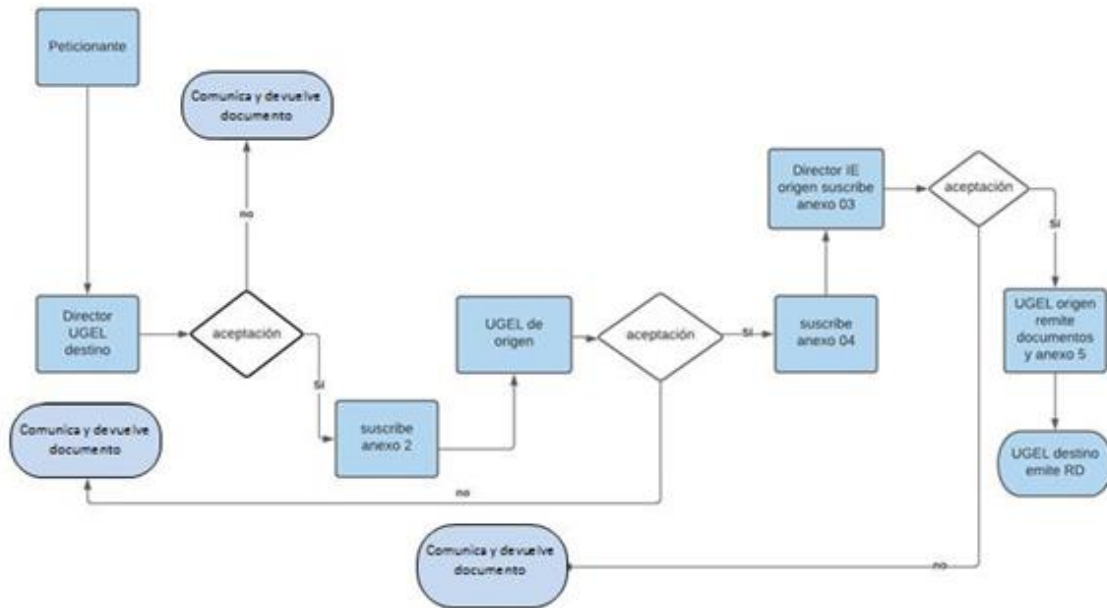 Peticionante
Comunica y devuelve
documento
no
Director
UGEL
destino
aceptación
Sí
suscribe
anexo 2
UGEL de
origen
aceptación
no
Comunica y devuelve
documento
sí
suscribe
anexo 04
Director IE
origen suscribe
anexo 03
aceptación
no
Comunica y devuelve
documento
Sí
UGEL origen
remite
documentos
y anexo 5
UGEL destino
emite RD